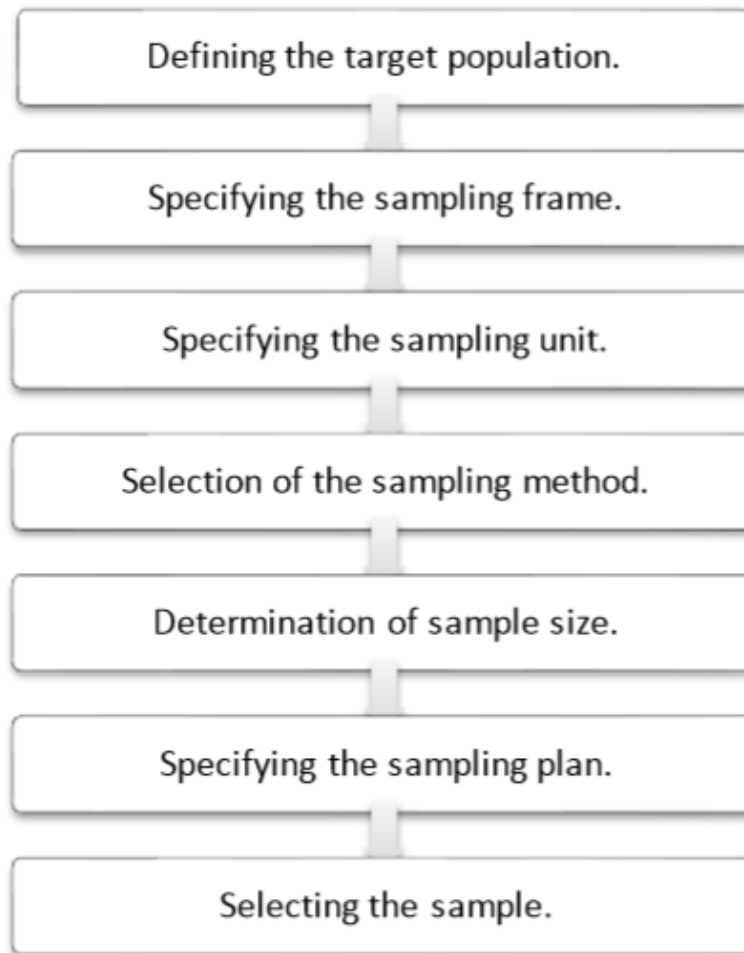 Defining the target population.
Specifying the sampling frame.
Specifying the sampling unit.
Selection of the sampling method.
Determination of sample size.
Specifying the sampling plan.
Selecting the sample.